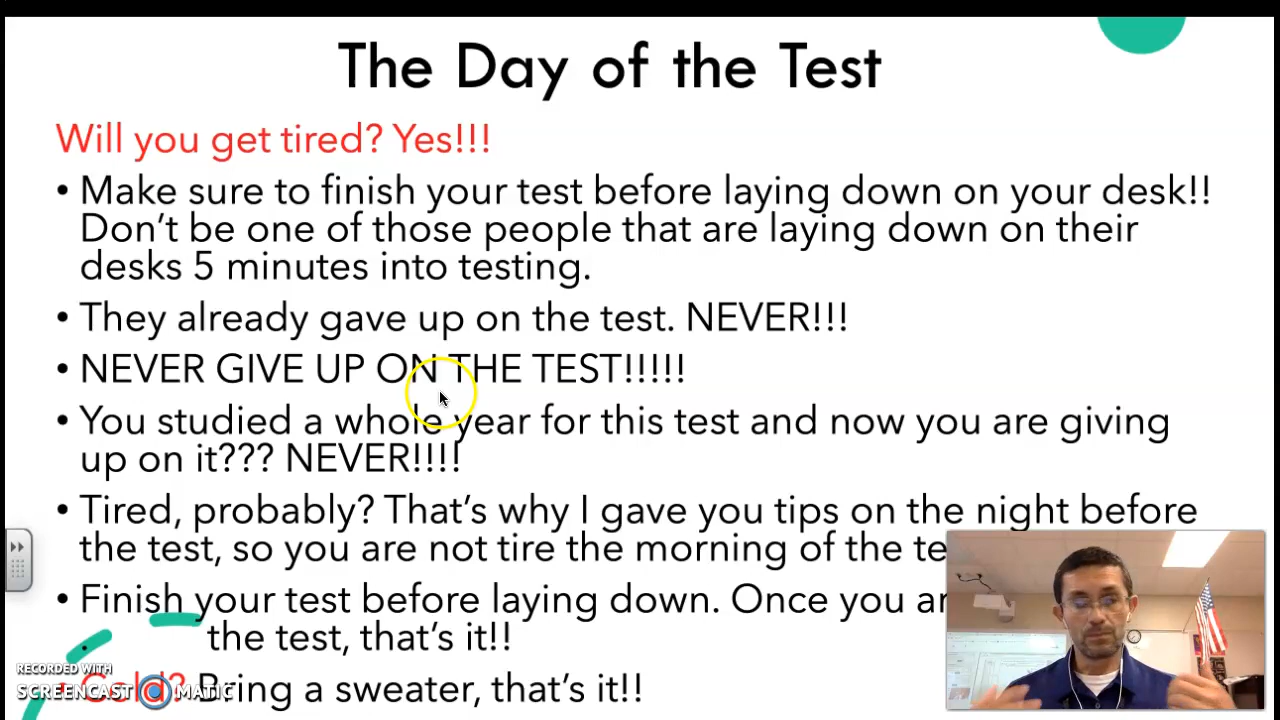 The Day of the Test
Will you get tired? Yes!!!
• Make sure to finish your test before laying down on your desk!!
Don't be one of those people that are laying down on their
desks 5 minutes into testing.
• They already gave up on the test. NEVER!!!
• NEVER GIVE UP ON THE TEST!!!!!
• You studied a whole year for this test and now you are giving
up on it??? NEVER!!!!
• Tired, probably? That's why I gave you tips on the night before
the test, so you are not tire the morning of the
• Finish your test before laying down. Once you
the test, that's it!!
RECORDED WITH
SCREENCAST MATIC
Cold? Bring a sweater, that's it!!